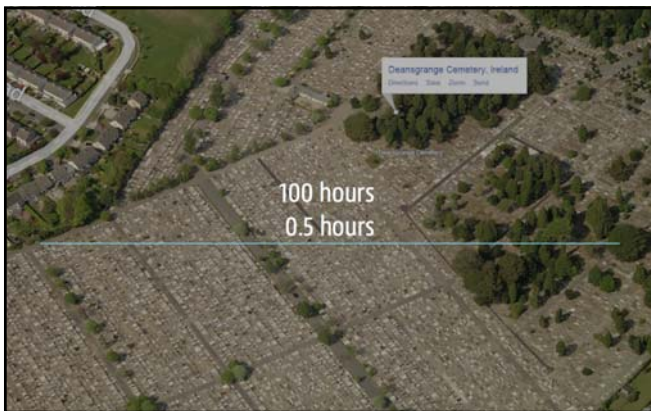 Deansgrange Cemetery, Ireland
Directions Save Zoom Send
100 hours
0.5 hours